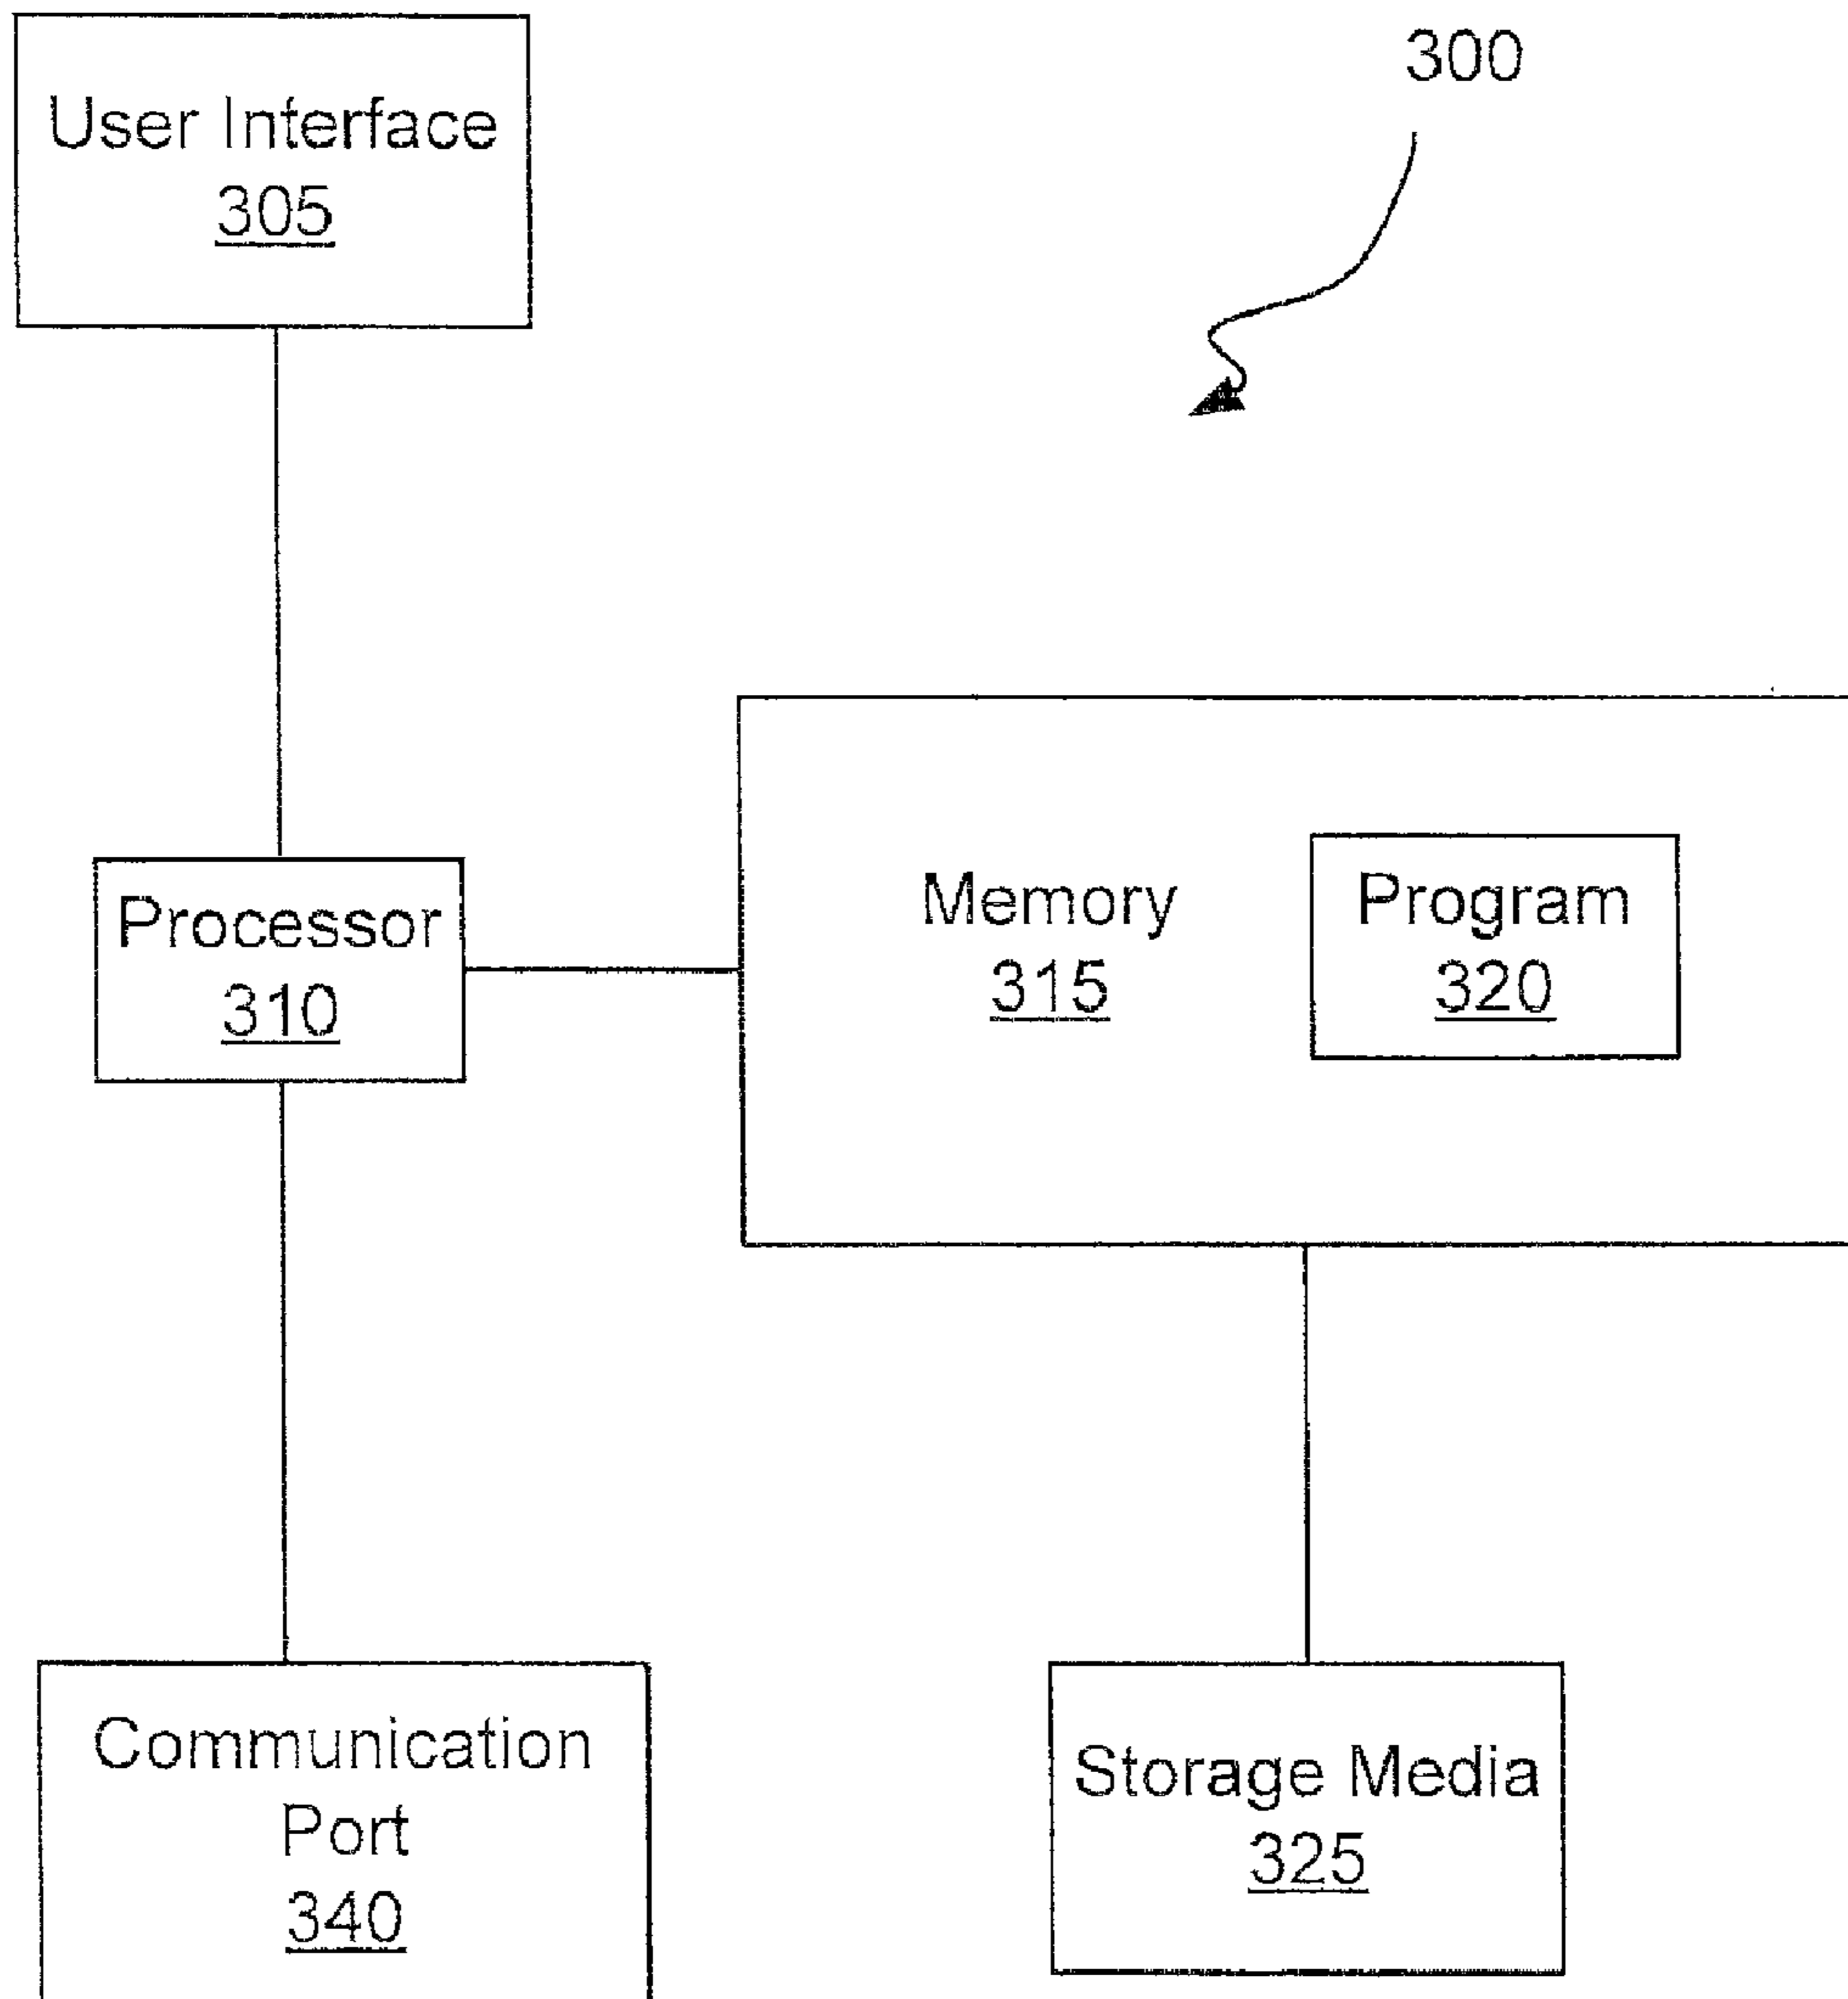 300
User Interface
305
Processor
310
Memory
315
Program
320
Communication
Port
340
Storage Media
325